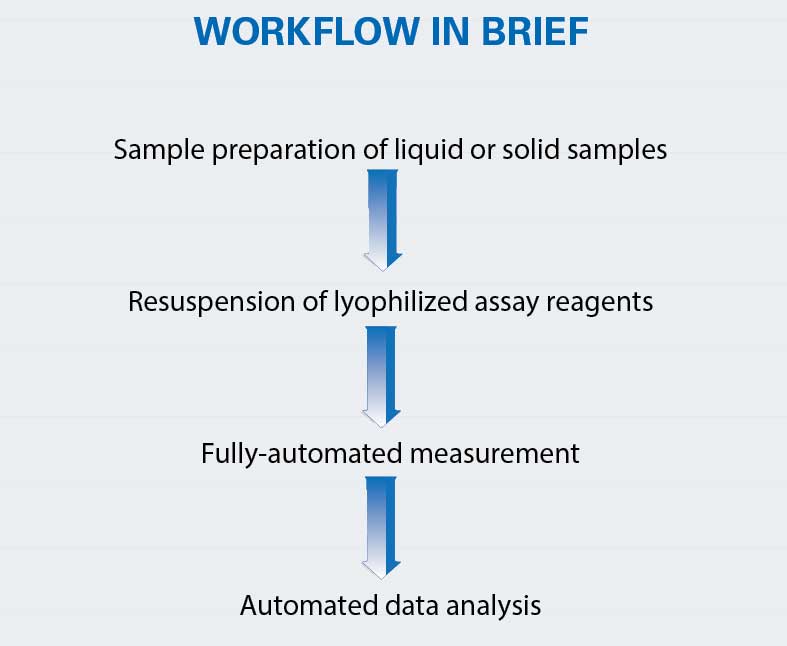 WORKFLOW IN BRIEF
Sample preparation of liquid or solid samples
Resuspension of lyophilized assay reagents
Fully-automated measurement
Automated data analysis